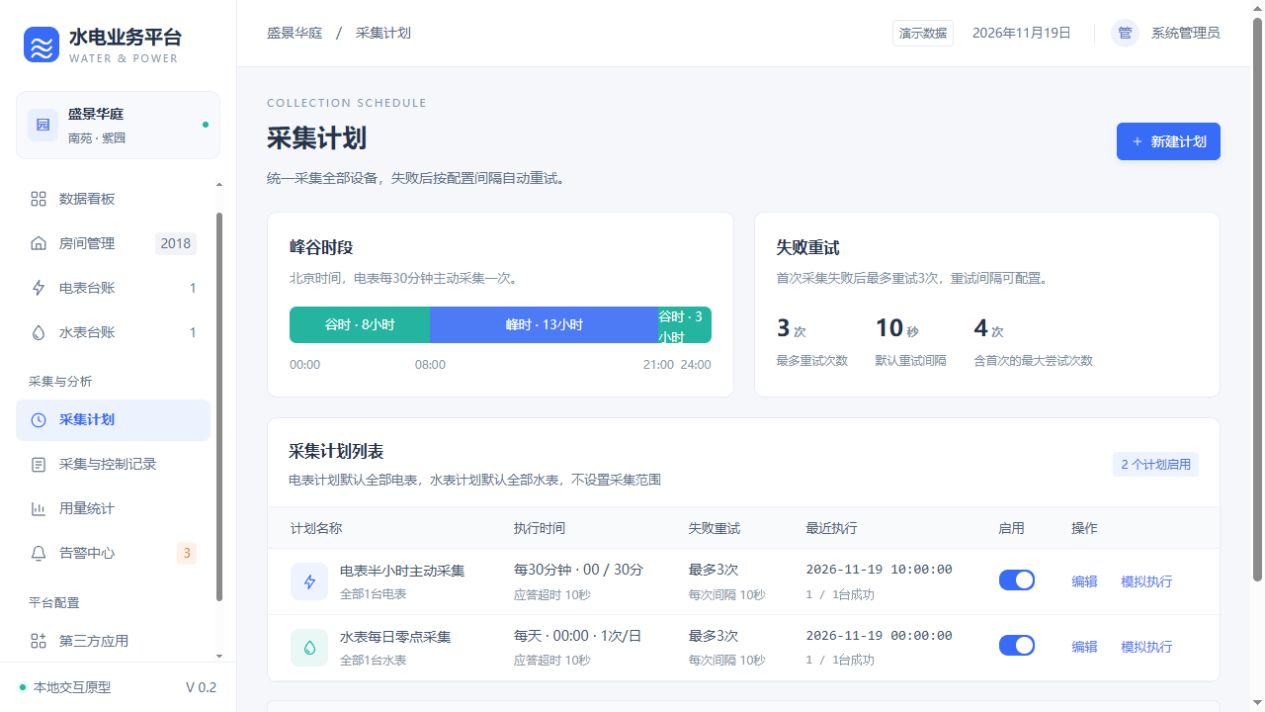 水电业务平台
WATER & POWER
园
盛景华庭
南苑 · 紫园
数据看板
房间管理 2018
电表台账 1
水表台账 1
采集与分析
采集计划
采集与控制记录
用量统计
告警中心 3
平台配置
第三方应用
本地交互原型 V 0.2
盛景华庭 / 采集计划
演示数据 2026年11月19日 管 系统管理员
COLLECTION SCHEDULE
采集计划
统一采集全部设备，失败后按配置间隔自动重试。
+ 新建计划
峰谷时段
北京时间，电表每30分钟主动采集一次。
谷时 · 8小时 峰时 · 13小时 谷时 · 3
小时
00:00 08:00 21:00 24:00
失败重试
首次采集失败后最多重试3次，重试间隔可配置。
3 次 10 秒 4 次
最多重试次数 默认重试间隔 含首次的最大尝试次数
采集计划列表
电表计划默认全部电表，水表计划默认全部水表，不设置采集范围
2 个计划启用
计划名称 执行时间 失败重试 最近执行 启用 操作
电表半小时主动采集 每30分钟 · 00 / 30分 最多3次 2026-11-19 10:00:00 编辑 模拟执行
全部1台电表 应答超时 10秒 每次间隔 10秒 1 / 1台成功
水表每日零点采集 每天 · 00:00 · 1次/日 最多3次 2026-11-19 00:00:00 编辑 模拟执行
全部1台水表 应答超时 10秒 每次间隔 10秒 1 / 1台成功